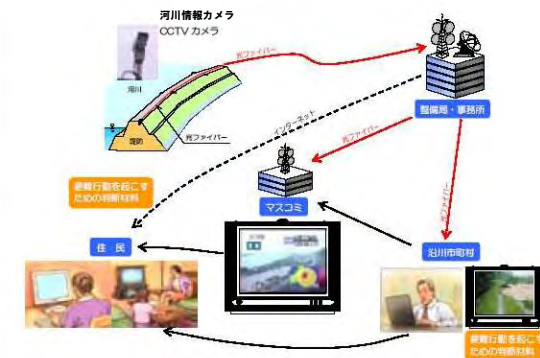 河川情報カメラ
CCTV カメラ
河川
光ファイバー
堤防
光ファイバー
整備局・事務所
インターネット
光ファイバー
光ファイバー
マスコミ
避難行動を起こす
ための判断材料
住 民
沿川市町村
避難行動を起こす
ための判断材料